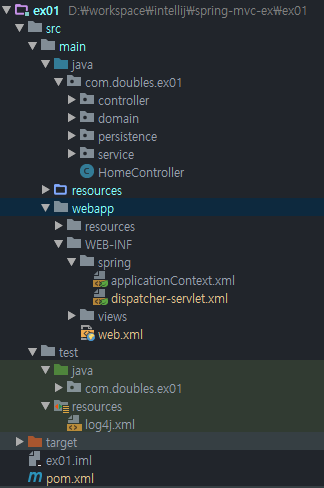 ex01 D:₩workspace₩intellij₩spring-mvc-ex₩ex01
src
main
java
com.doubles.ex01
controller
domain
persistence
service
HomeController
resources
webapp
resources
WEB-INF
spring
applicationContext.xml
dispatcher-servlet.xml
views
web.xml
test
java
com.doubles.ex01
resources
log4j.xml
target
ex01.iml
pom.xml